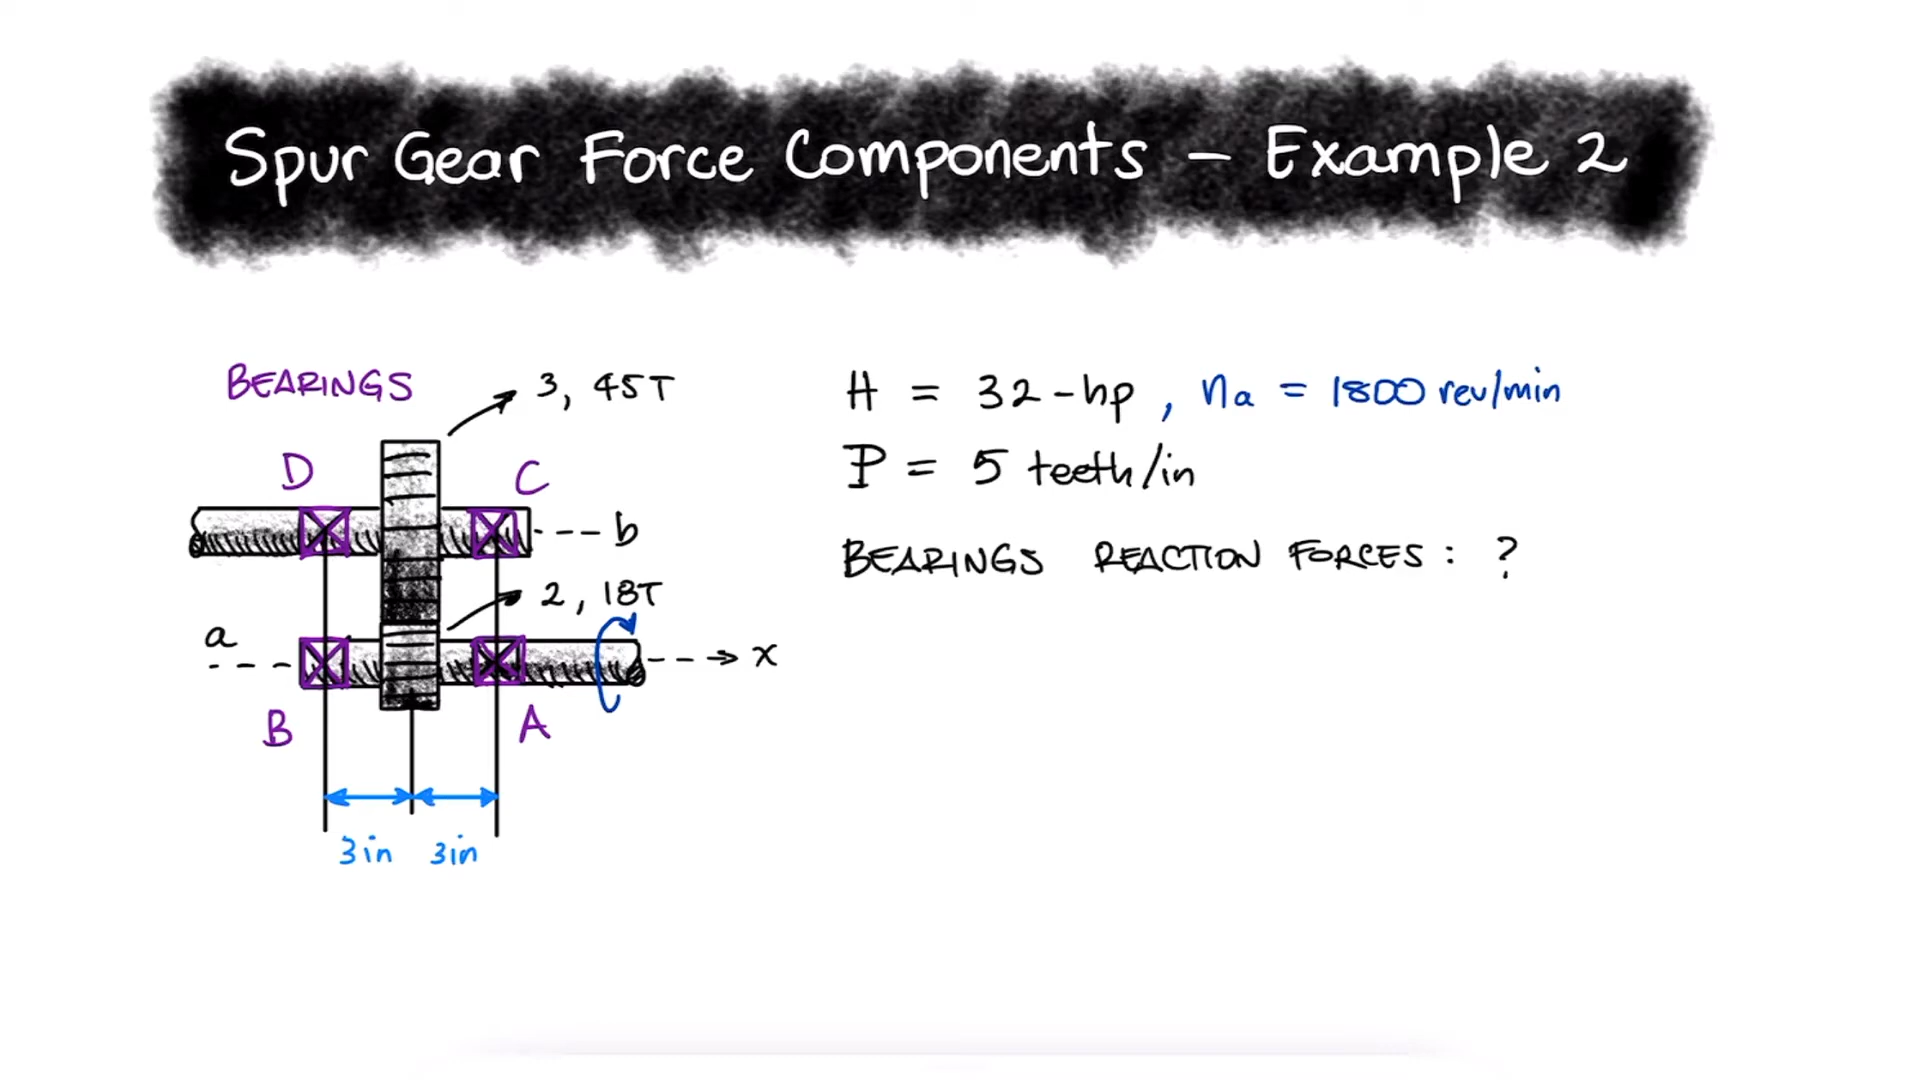 Spur Gear Force Components - Example 2
BEARINGS
3, 45T
D
C
b
2, 18T
a
x
B
A
3in
3in
H = 32-hp, na = 1800 rev/min
P = 5 teeth/in
BEARINGS REACTION FORCES: ?